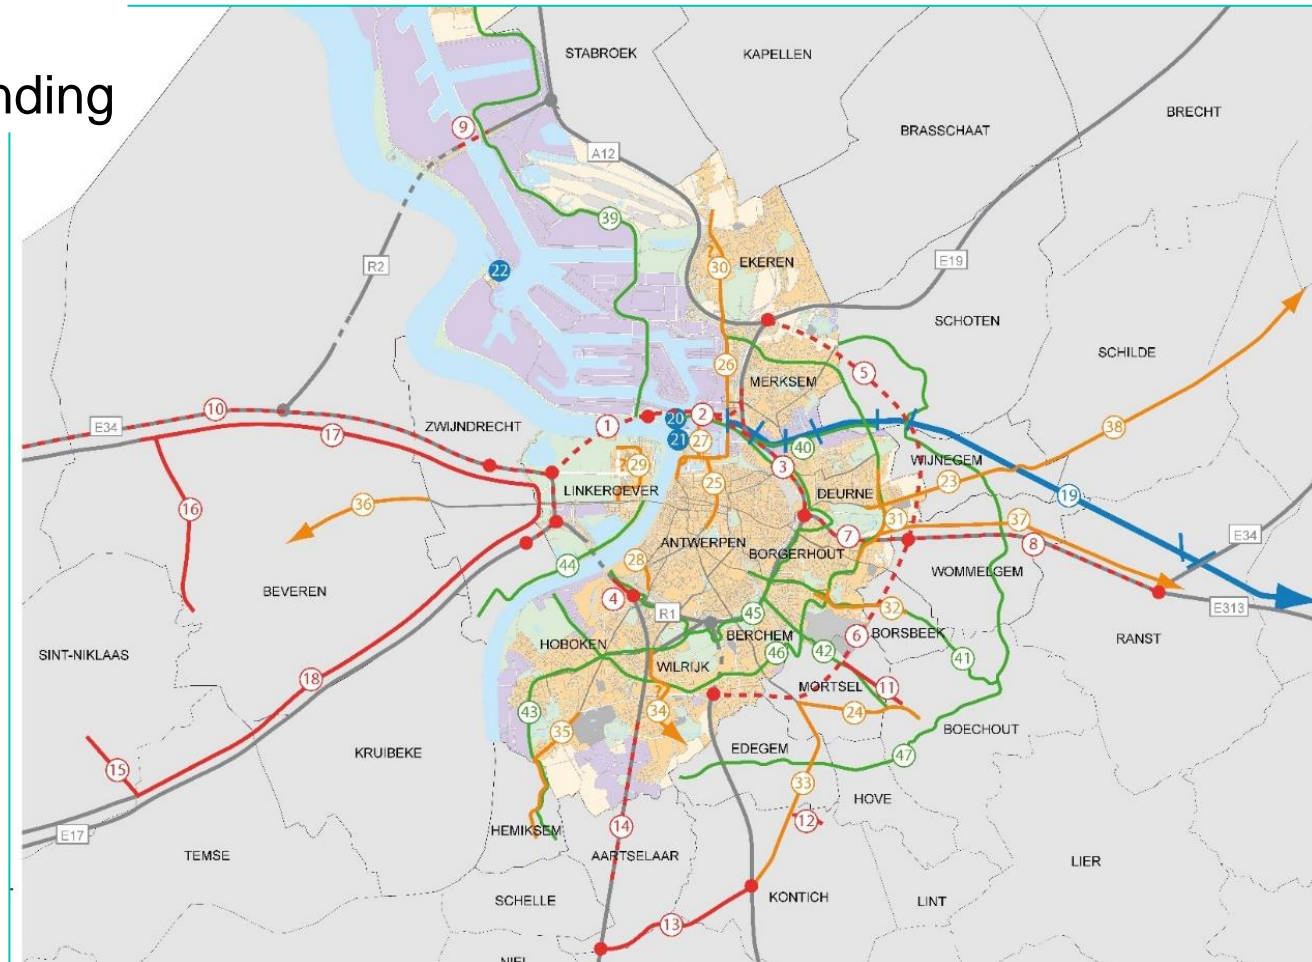 nding
STABROEK
KAPELLEN
BRECHT
BRASSCHAAT
9
A12
39
R2
22
30
EKEREN
E19
SCHOTEN
SCHILDE
26
MERKSEM
5
10
E34
17
ZWIJNDRECHT
1
20
2
21
27
40
38
3
WIJNEGEM
29
LINKEROEVER
25
DEURNE
23
19
16
36
31
37
7
8
ANTWERPEN
BORGERHOUT
E34
44
28
WOMMELGEM
BEVEREN
4
R1
45
32
E313
HOBOKEN
BERCHEM
6
BORSBEEK
RANST
SINT-NIKLAAS
WILRIJK
46
42
41
18
MORTSEL
11
43
34
24
35
BOECHOUT
KRUIBEKE
EDEGEM
47
15
33
HOVE
E17
HEMIKSEM
14
12
TEMSE
AARTSELAAR
LIER
SCHELLE
KONTICH
LINT
13
NIEL